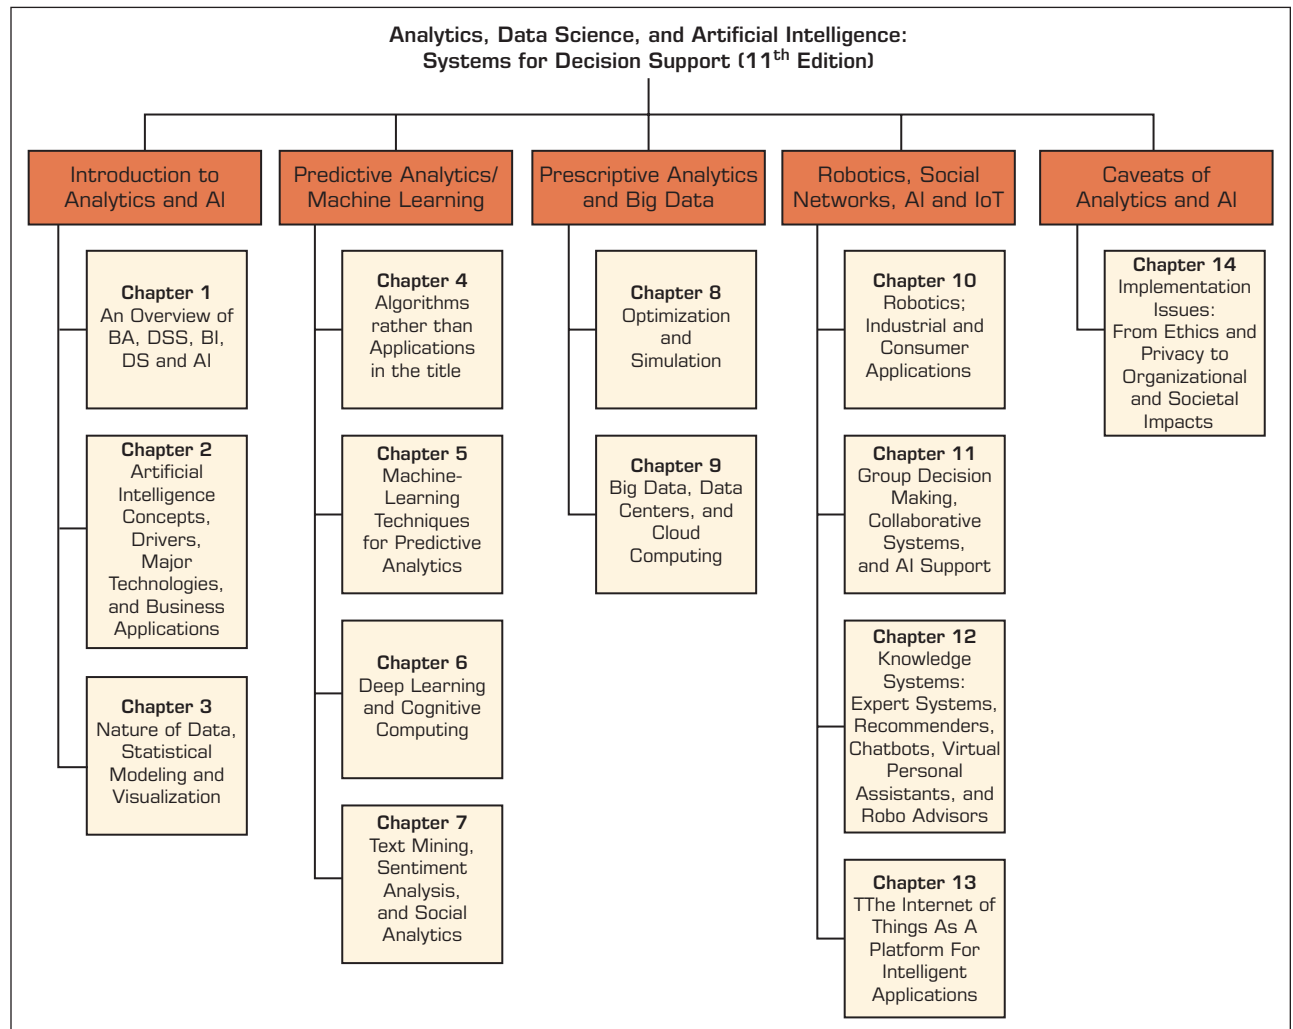 Analytics, Data Science, and Artificial Intelligence:
Systems for Decision Support (11th Edition)
Introduction to
Analytics and AI
Predictive Analytics/
Machine Learning
Prescriptive Analytics
and Big Data
Robotics, Social
Networks, AI and IoT
Caveats of
Analytics and AI
Chapter 1
An Overview of
BA, DSS, BI,
DS and AI
Chapter 2
Artificial
Intelligence
Concepts,
Drivers,
Major
Technologies,
and Business
Applications
Chapter 3
Nature of Data,
Statistical
Modeling and
Visualization
Chapter 4
Algorithms
rather than
Applications
in the title
Chapter 5
Machine-
Learning
Techniques
for Predictive
Analytics
Chapter 6
Deep Learning
and Cognitive
Computing
Chapter 7
Text Mining,
Sentiment
Analysis,
and Social
Analytics
Chapter 8
Optimization
and
Simulation
Chapter 9
Big Data, Data
Centers, and
Cloud
Computing
Chapter 10
Robotics;
Industrial and
Consumer
Applications
Chapter 11
Group Decision
Making,
Collaborative
Systems,
and AI Support
Chapter 12
Knowledge
Systems:
Expert Systems,
Recommenders,
Chatbots, Virtual
Personal
Assistants, and
Robo Advisors
Chapter 13
TThe Internet of
Things As A
Platform For
Intelligent
Applications
Chapter 14
Implementation
Issues:
From Ethics and
Privacy to
Organizational
and Societal
Impacts